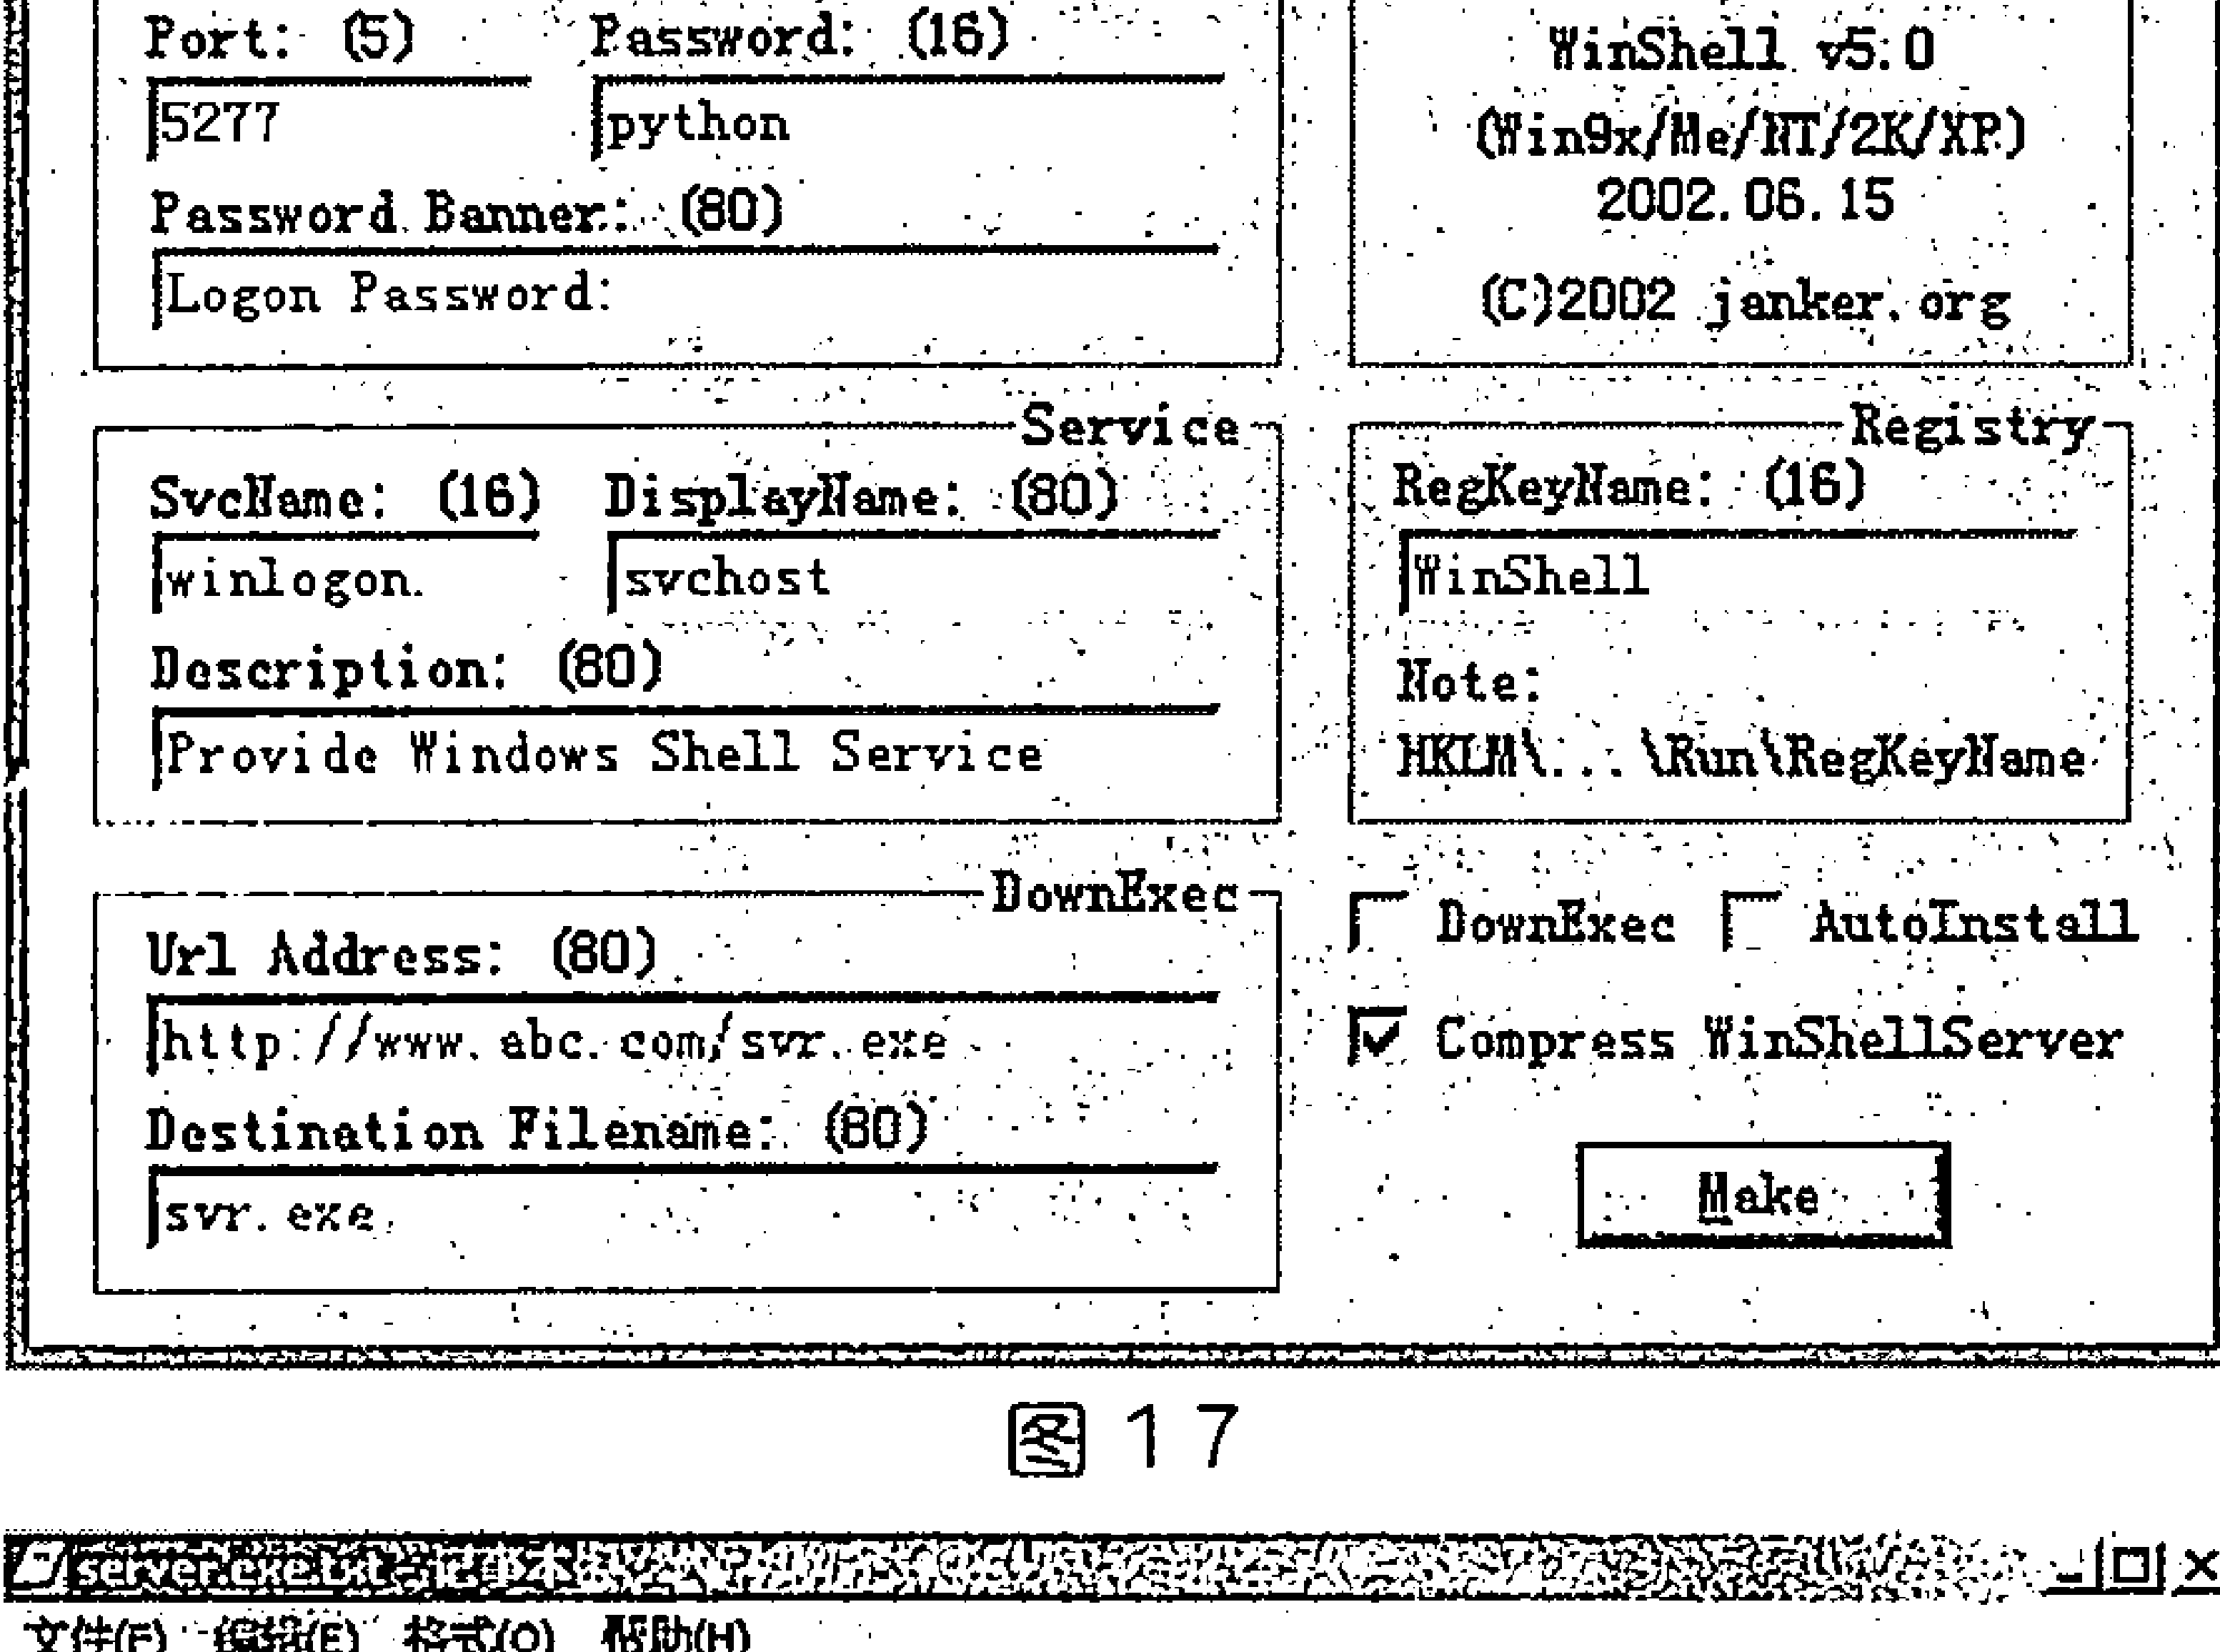 Port: (5) Password: (16)
5277 python
Password Banner: (80)
Logon Password:
WinShell v5.0
(Win9x/Me/NT/2K/XP)
2002.06.15
(C)2002 janker.org
Service
SvcName: (16) DisplayName: (80)
winlogon. svchost
Description: (80)
Provide Windows Shell Service
Registry
RegKeyName: (16)
WinShell
Note:
HKLM\...\Run\RegKeyName
DownExec
Url Address: (80)
http://www.abc.com/svr.exe
Destination Filename: (80)
svr.exe
DownExec AutoInstall
Compress WinShellServer
Make
图 17
server.exe.txt - 记事本
文件(F) 编辑(E) 格式(O) 帮助(H)